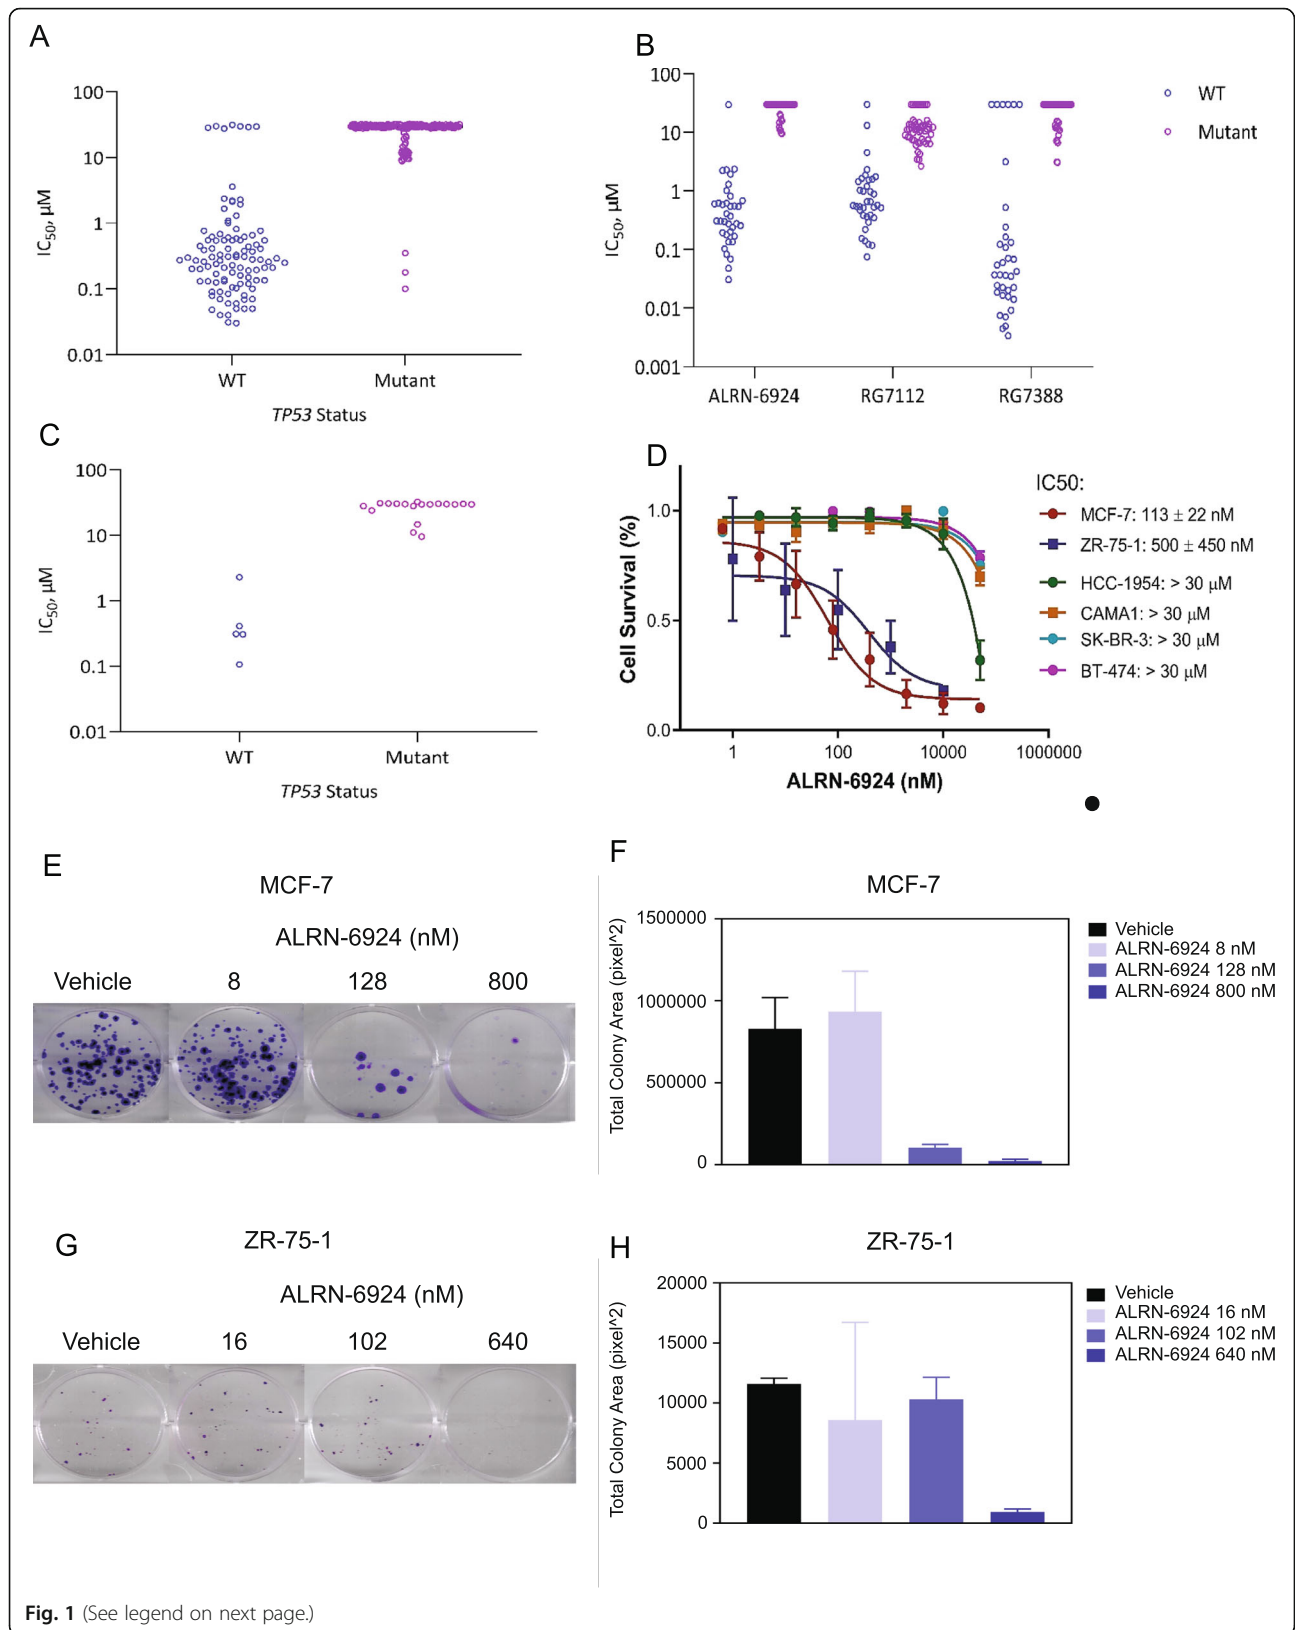 A
100
10
1
0.1
0.01
IC50, µM
WT
Mutant
TP53 Status
B
100
10
1
0.1
0.01
0.001
IC50, µM
ALRN-6924
RG7112
RG7388
WT
Mutant
C
100
10
1
0.1
0.01
IC50, µM
WT
Mutant
TP53 Status
D
1.0
0.5
0.0
Cell Survival (%)
1
100
10000
1000000
ALRN-6924 (nM)
IC50:
MCF-7: 113 ± 22 nM
ZR-75-1: 500 ± 450 nM
HCC-1954: > 30 µM
CAMA1: > 30 µM
SK-BR-3: > 30 µM
BT-474: > 30 µM
E
MCF-7
ALRN-6924 (nM)
Vehicle 8 128 800
F
MCF-7
1500000
1000000
500000
0
Total Colony Area (pixel^2)
Vehicle
ALRN-6924 8 nM
ALRN-6924 128 nM
ALRN-6924 800 nM
G
ZR-75-1
ALRN-6924 (nM)
Vehicle 16 102 640
H
ZR-75-1
20000
15000
10000
5000
0
Total Colony Area (pixel^2)
Vehicle
ALRN-6924 16 nM
ALRN-6924 102 nM
ALRN-6924 640 nM
Fig. 1 (See legend on next page.)